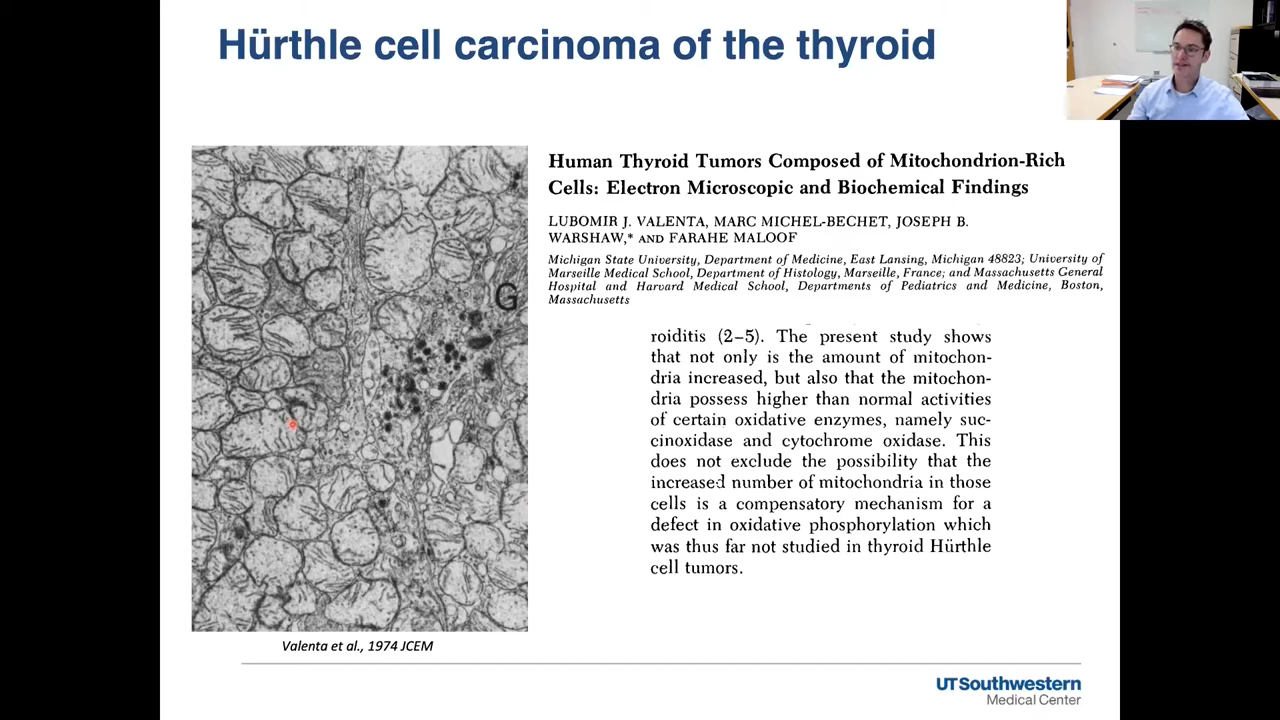 Hürthle cell carcinoma of the thyroid
Human Thyroid Tumors Composed of Mitochondrion-Rich
Cells: Electron Microscopic and Biochemical Findings
LUBOMIR J. VALENTA, MARC MICHEL-BECHET, JOSEPH B.
WARSHAW,* AND FARAHE MALOOF
Michigan State University, Department of Medicine, East Lansing, Michigan 48823; University of
Marseille Medical School, Department of Histology, Marseille, France; and Massachusetts General
Hospital and Harvard Medical School, Departments of Pediatrics and Medicine, Boston,
Massachusetts
G
roiditis (2–5). The present study shows
that not only is the amount of mitochon-
dria increased, but also that the mitochon-
dria possess higher than normal activities
of certain oxidative enzymes, namely suc-
cinoxidase and cytochrome oxidase. This
does not exclude the possibility that the
increased number of mitochondria in those
cells is a compensatory mechanism for a
defect in oxidative phosphorylation which
was thus far not studied in thyroid Hürthle
cell tumors.
Valenta et al., 1974 JCEM
UTSouthwestern
Medical Center